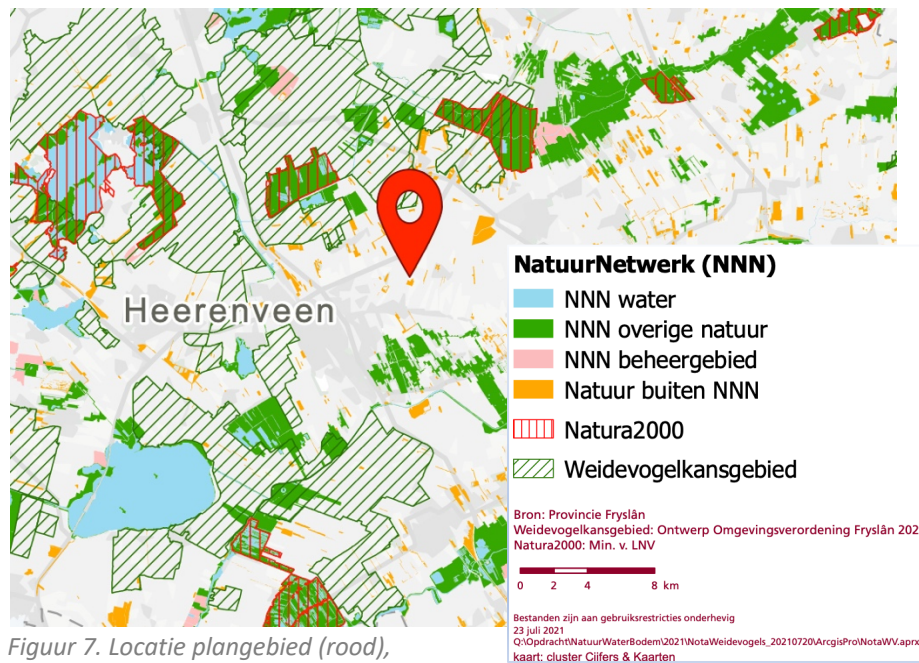 Heerenveen
NatuurNetwerk (NNN)
NNN water
NNN overige natuur
NNN beheergebied
Natuur buiten NNN
Natura2000
Weidevogelkansgebied
Bron: Provincie Fryslân
Weidevogelkansgebied: Ontwerp Omgevingsverordening Fryslân 202
Natura2000: Min. v. LNV
0 2 4 8 km
Bestanden zijn aan gebruiksrestricties onderhevig
23 juli 2021
Q:\Opdracht\NatuurWaterBodem\2021\NotaWeidevogels_20210720\ArcgisPro\NotaWV.aprx
kaart: cluster Cijfers & Kaarten
Figuur 7. Locatie plangebied (rood),